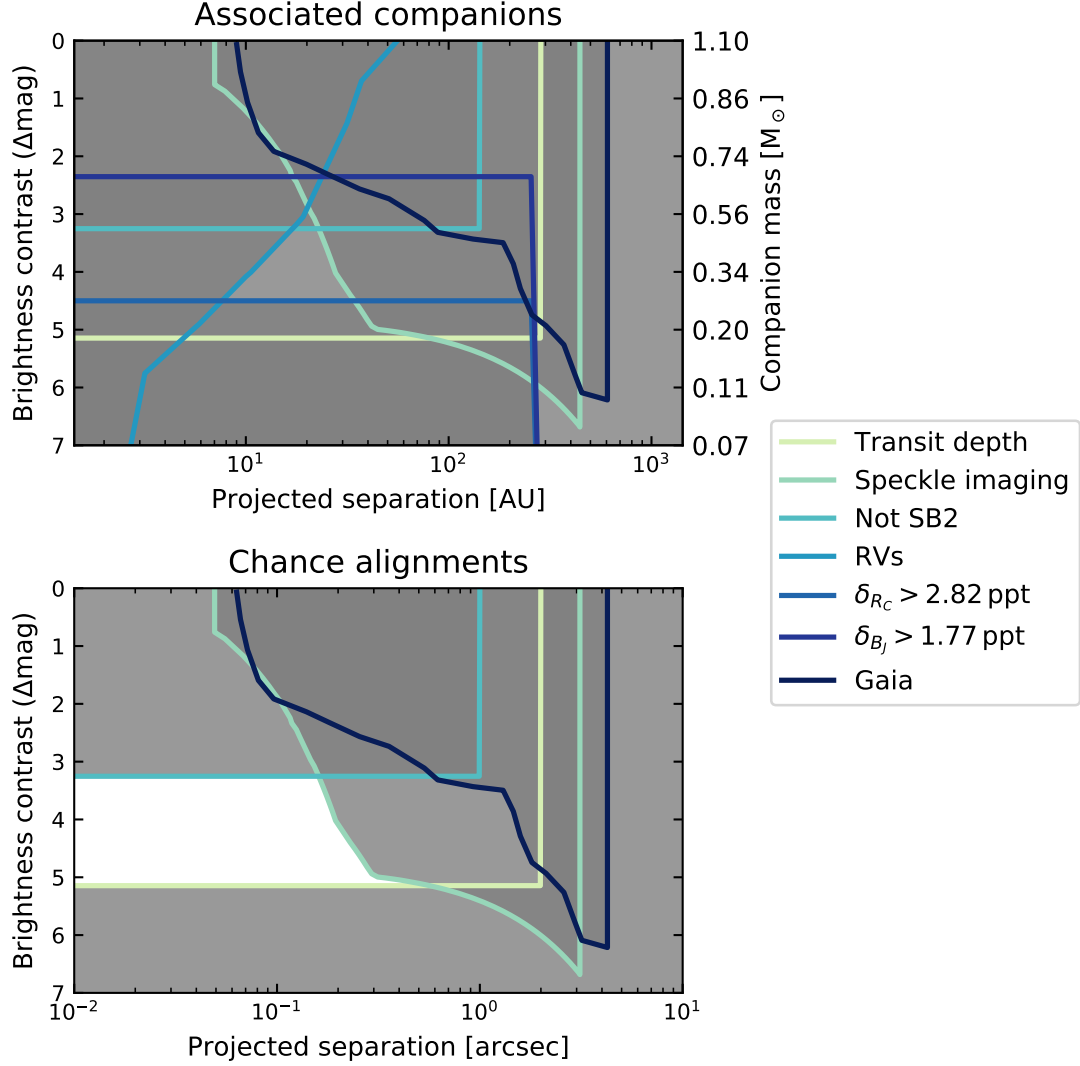 Associated companions
0
1
2
3
4
5
6
7
Brightness contrast (Δmag)
1.10
0.86
0.74
0.56
0.34
0.20
0.11
0.07
Companion mass [M⊙]
10¹ 10² 10³
Projected separation [AU]
Transit depth
Speckle imaging
Not SB2
RVs
δ_{R_C} > 2.82 ppt
δ_{B_J} > 1.77 ppt
Gaia
Chance alignments
0
1
2
3
4
5
6
7
Brightness contrast (Δmag)
10⁻² 10⁻¹ 10⁰ 10¹
Projected separation [arcsec]